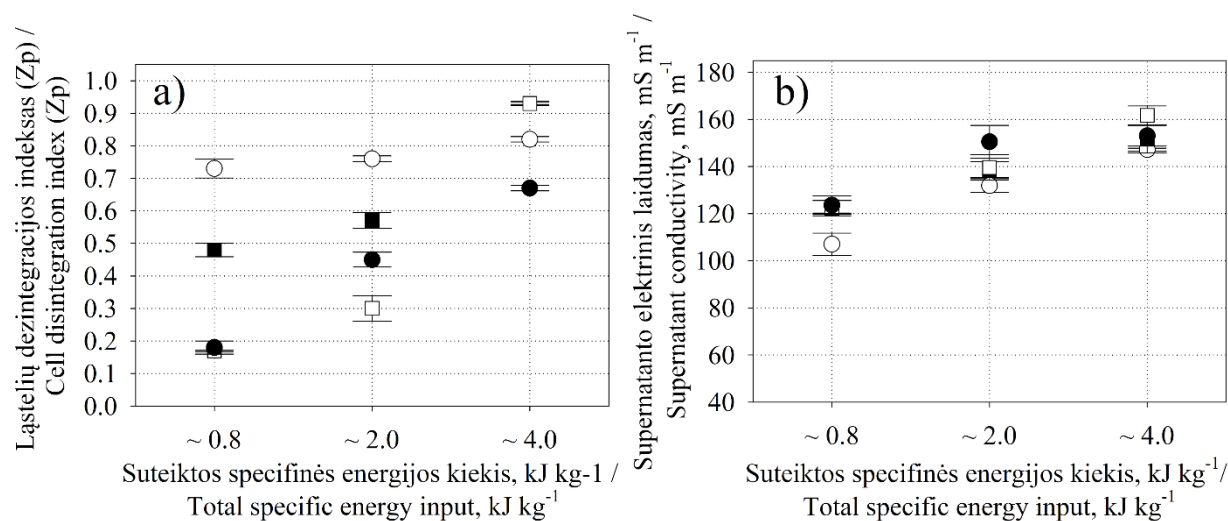 Ląstelių dezintegracijos indeksas (Zp) /
Cell disintegration index (Zp)
a)
1.0
0.9
0.8
0.7
0.6
0.5
0.4
0.3
0.2
0.1
0.0
~ 0.8 ~ 2.0 ~ 4.0
Suteiktos specifinės energijos kiekis, kJ kg-1 /
Total specific energy input, kJ kg⁻¹
Supernatanto elektrinis laidumas, mS m⁻¹ /
Supernatant conductivity, mS m⁻¹
b)
180
160
140
120
100
80
60
40
~ 0.8 ~ 2.0 ~ 4.0
Suteiktos specifinės energijos kiekis, kJ kg⁻¹/
Total specific energy input, kJ kg⁻¹